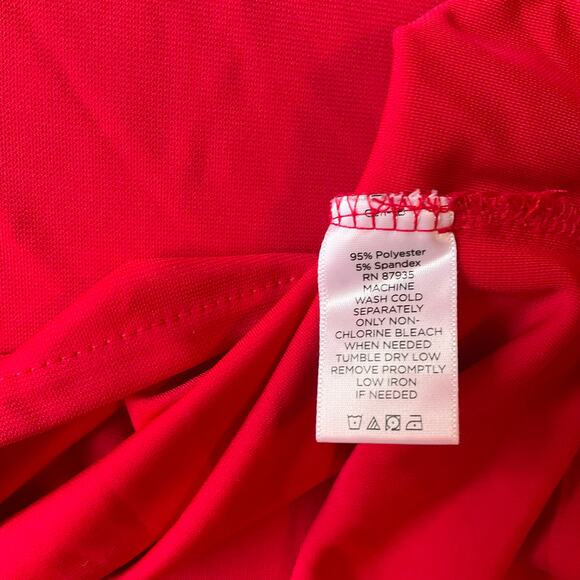 95% Polyester
5% Spandex
RN 87935
MACHINE
WASH COLD
SEPARATELY
ONLY NON-
CHLORINE BLEACH
WHEN NEEDED
TUMBLE DRY LOW
REMOVE PROMPTLY
LOW IRON
IF NEEDED